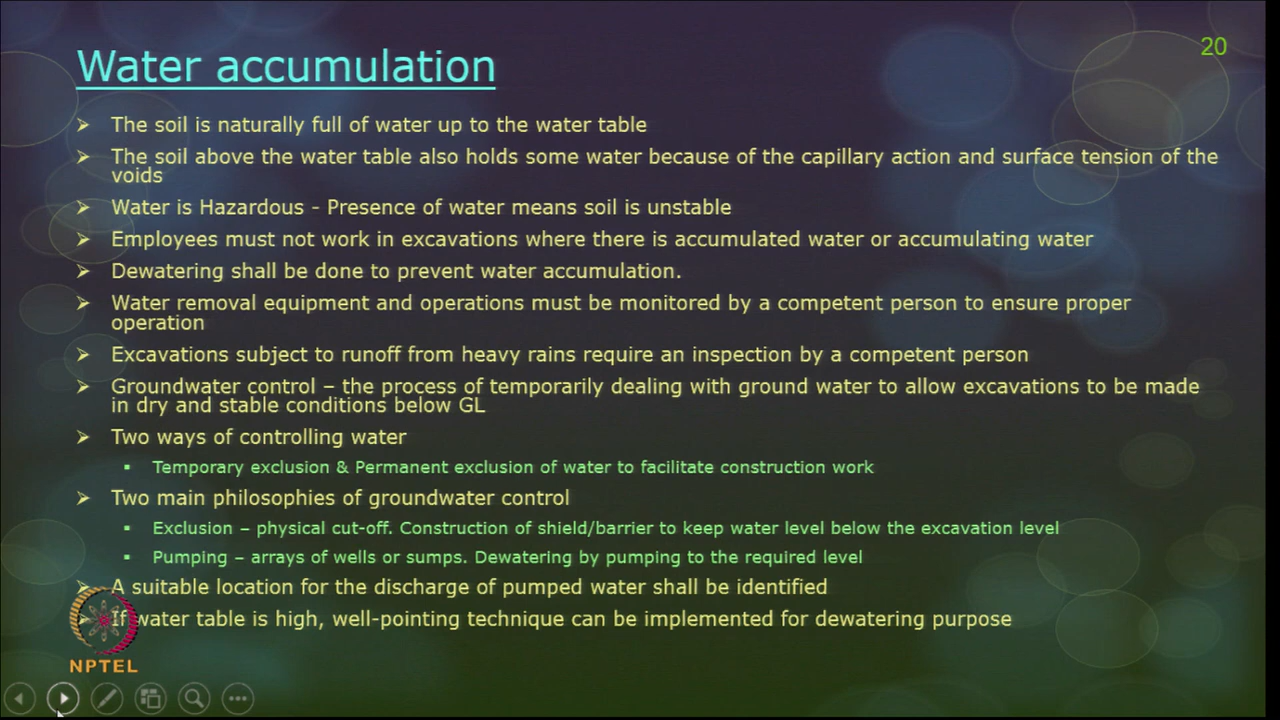 Water accumulation
20
The soil is naturally full of water up to the water table
The soil above the water table also holds some water because of the capillary action and surface tension of the
voids
Water is Hazardous - Presence of water means soil is unstable
Employees must not work in excavations where there is accumulated water or accumulating water
Dewatering shall be done to prevent water accumulation.
Water removal equipment and operations must be monitored by a competent person to ensure proper
operation
Excavations subject to runoff from heavy rains require an inspection by a competent person
Groundwater control – the process of temporarily dealing with ground water to allow excavations to be made
in dry and stable conditions below GL
Two ways of controlling water
Temporary exclusion & Permanent exclusion of water to facilitate construction work
Two main philosophies of groundwater control
Exclusion – physical cut-off. Construction of shield/barrier to keep water level below the excavation level
Pumping – arrays of wells or sumps. Dewatering by pumping to the required level
A suitable location for the discharge of pumped water shall be identified
If water table is high, well-pointing technique can be implemented for dewatering purpose
NPTEL